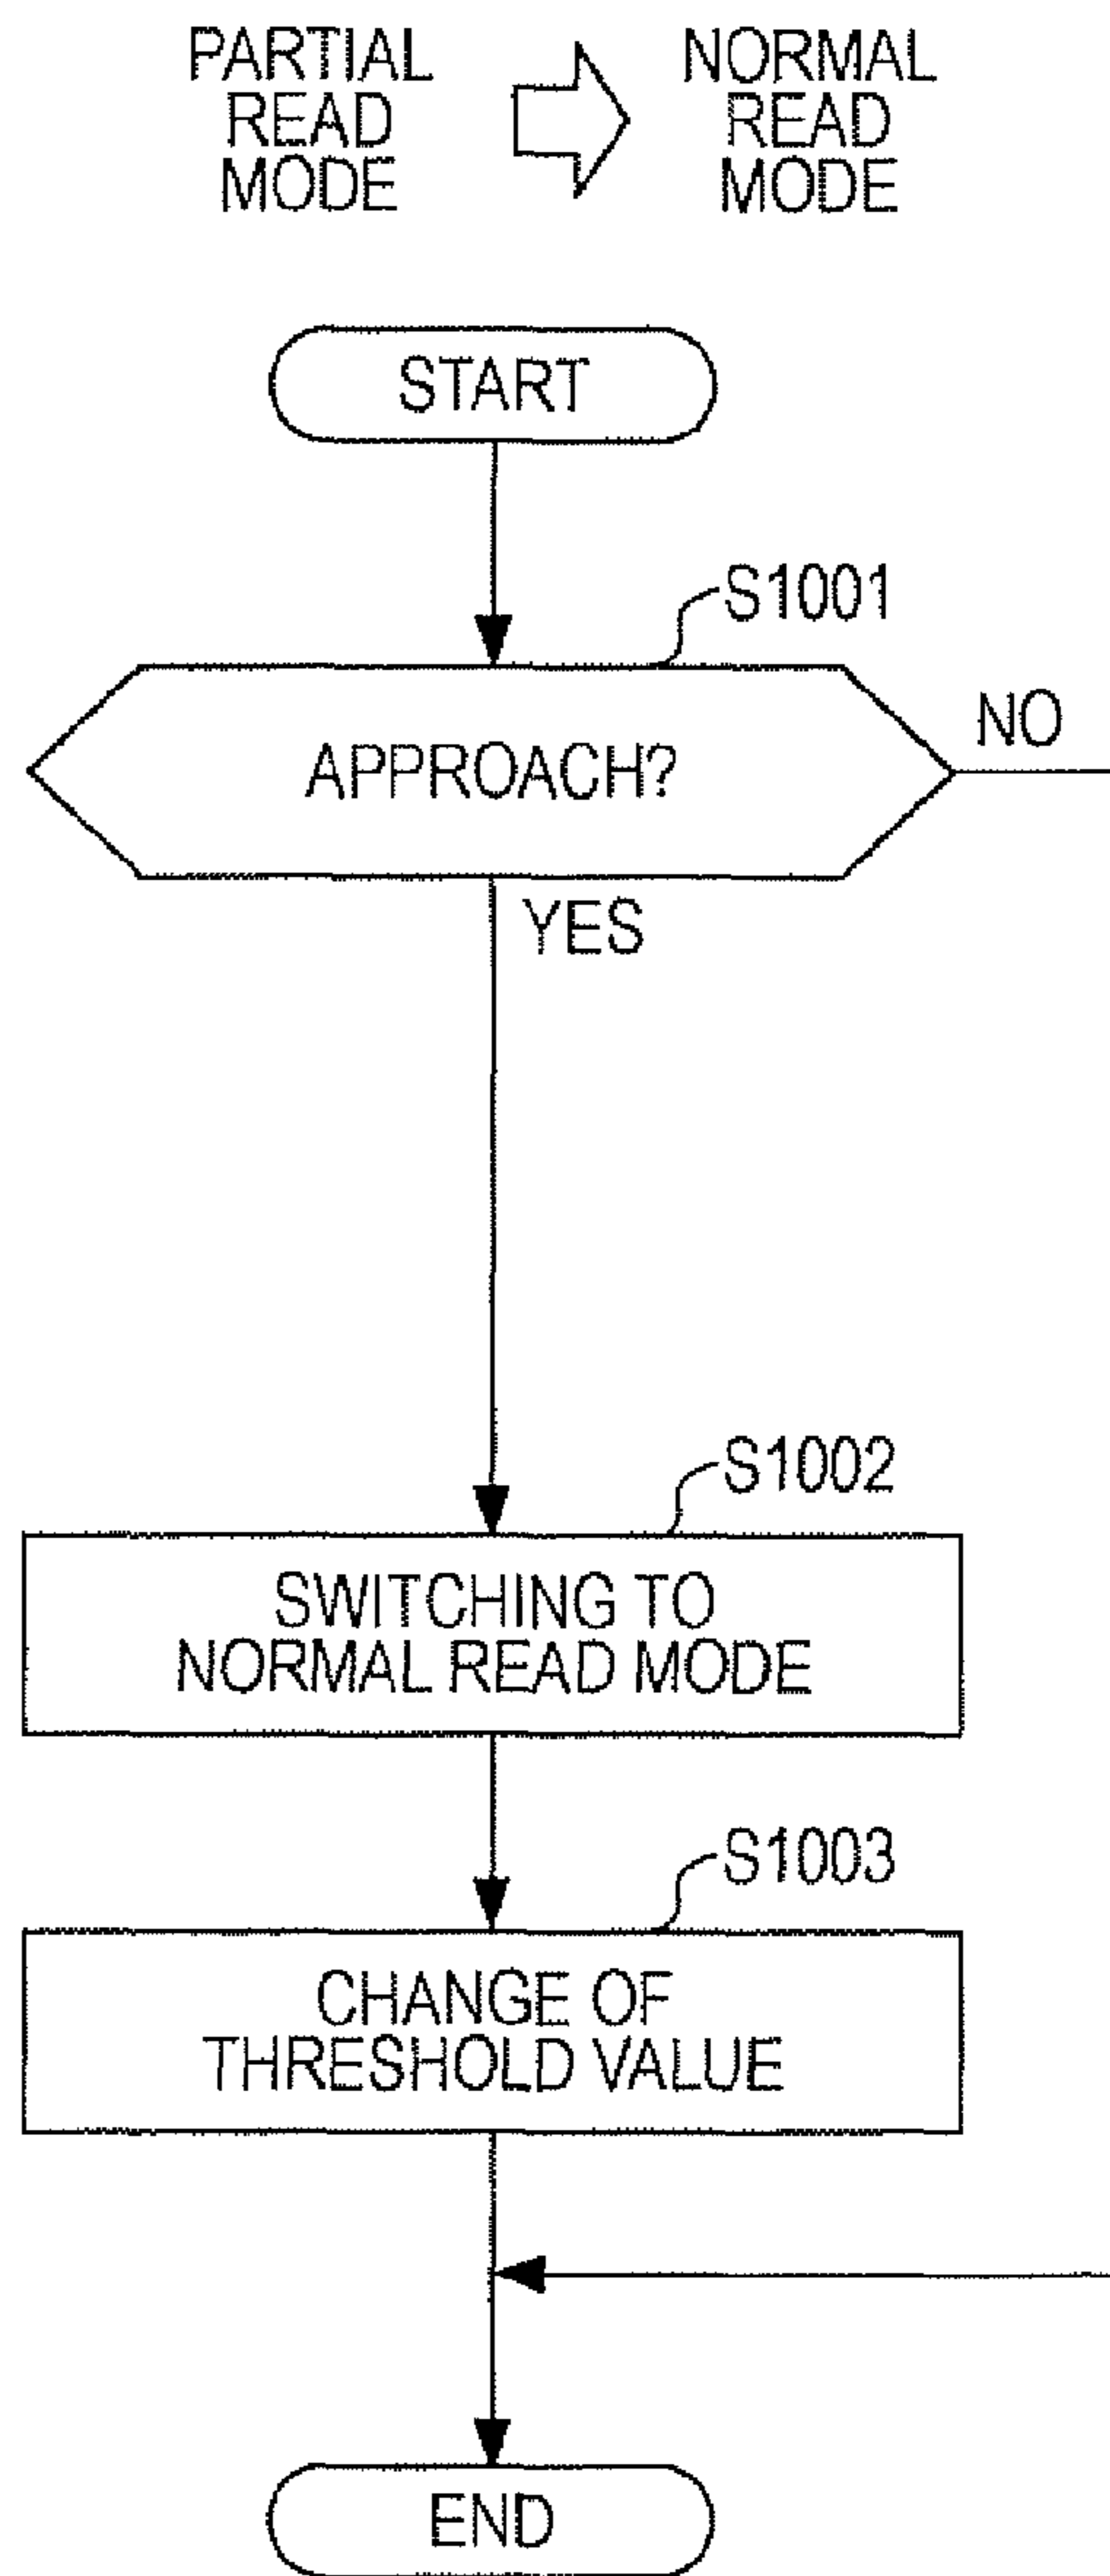 PARTIAL
READ
MODE
NORMAL
READ
MODE
START
S1001
APPROACH?
NO
YES
S1002
SWITCHING TO
NORMAL READ MODE
S1003
CHANGE OF
THRESHOLD VALUE
END